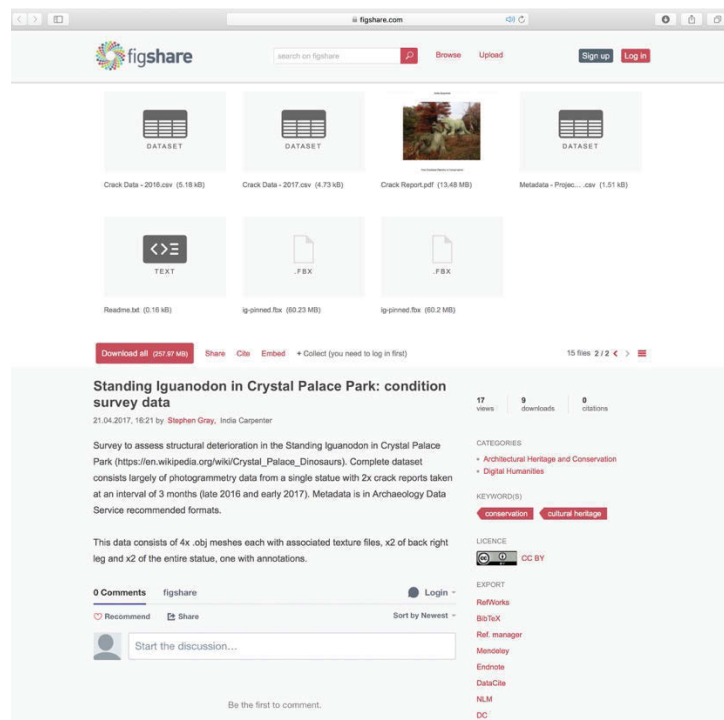 figshare.com
figshare
search on figshare
Browse
Upload
Sign up
Log in
DATASET
DATASET
DATASET
Crack Data - 2016.csv (5.18 kB)
Crack Data - 2017.csv (4.73 kB)
Crack Report.pdf (13.48 MB)
Metadata - Projec... .csv (1.51 kB)
TEXT
.FBX
.FBX
Readme.txt (0.16 kB)
ig-pinned.fbx (60.23 MB)
ig-pinned.fbx (60.2 MB)
Download all (257.97 MB)
Share
Cite
Embed
+ Collect (you need to log in first)
15 files 2 / 2
Standing Iguanodon in Crystal Palace
Park: condition
survey data
21.04.2017, 16:21 by Stephen Gray, India Carpenter
Survey to assess structural deterioration in the Standing Iguanodon in Crystal Palace
Park (https://en.wikipedia.org/wiki/Crystal_Palace_Dinosaurs). Complete dataset
consists largely of photogrammetry data from a single statue with 2x crack reports taken
at an interval of 3 months (late 2016 and early 2017). Metadata is in Archaeology Data
Service recommended formats.
This data consists of 4x .obj meshes each with associated texture files, x2 of back right
leg and x2 of the entire statue, one with annotations.
17
views
9
downloads
0
citations
CATEGORIES
Architectural Heritage and Conservation
Digital Humanities
KEYWORD(S)
conservation
cultural heritage
LICENCE
CC BY
CC BY
EXPORT
RefWorks
BibTeX
Ref. manager
Mendeley
Endnote
DataCite
NLM
DC
0 Comments
figshare
Login
Recommend
Share
Sort by Newest
Start the discussion...
Be the first to comment.